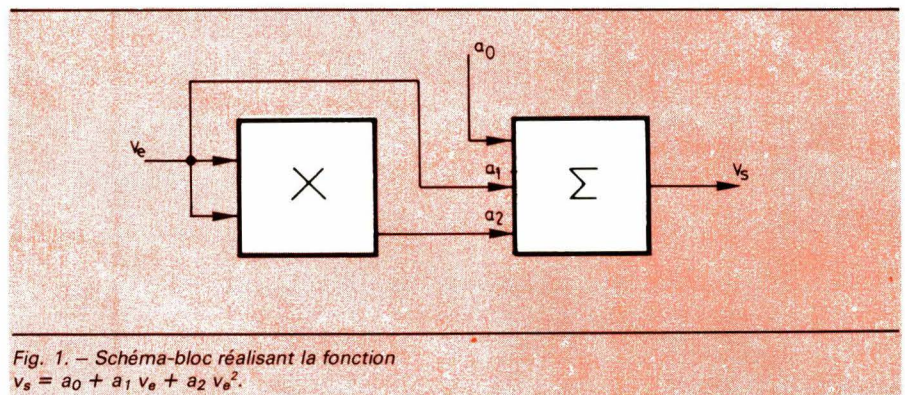 a₀
vₑ
×
Σ
a₁
vₛ
a₂
Fig. 1. – Schéma-bloc réalisant la fonction
vₛ = a₀ + a₁ vₑ + a₂ vₑ².